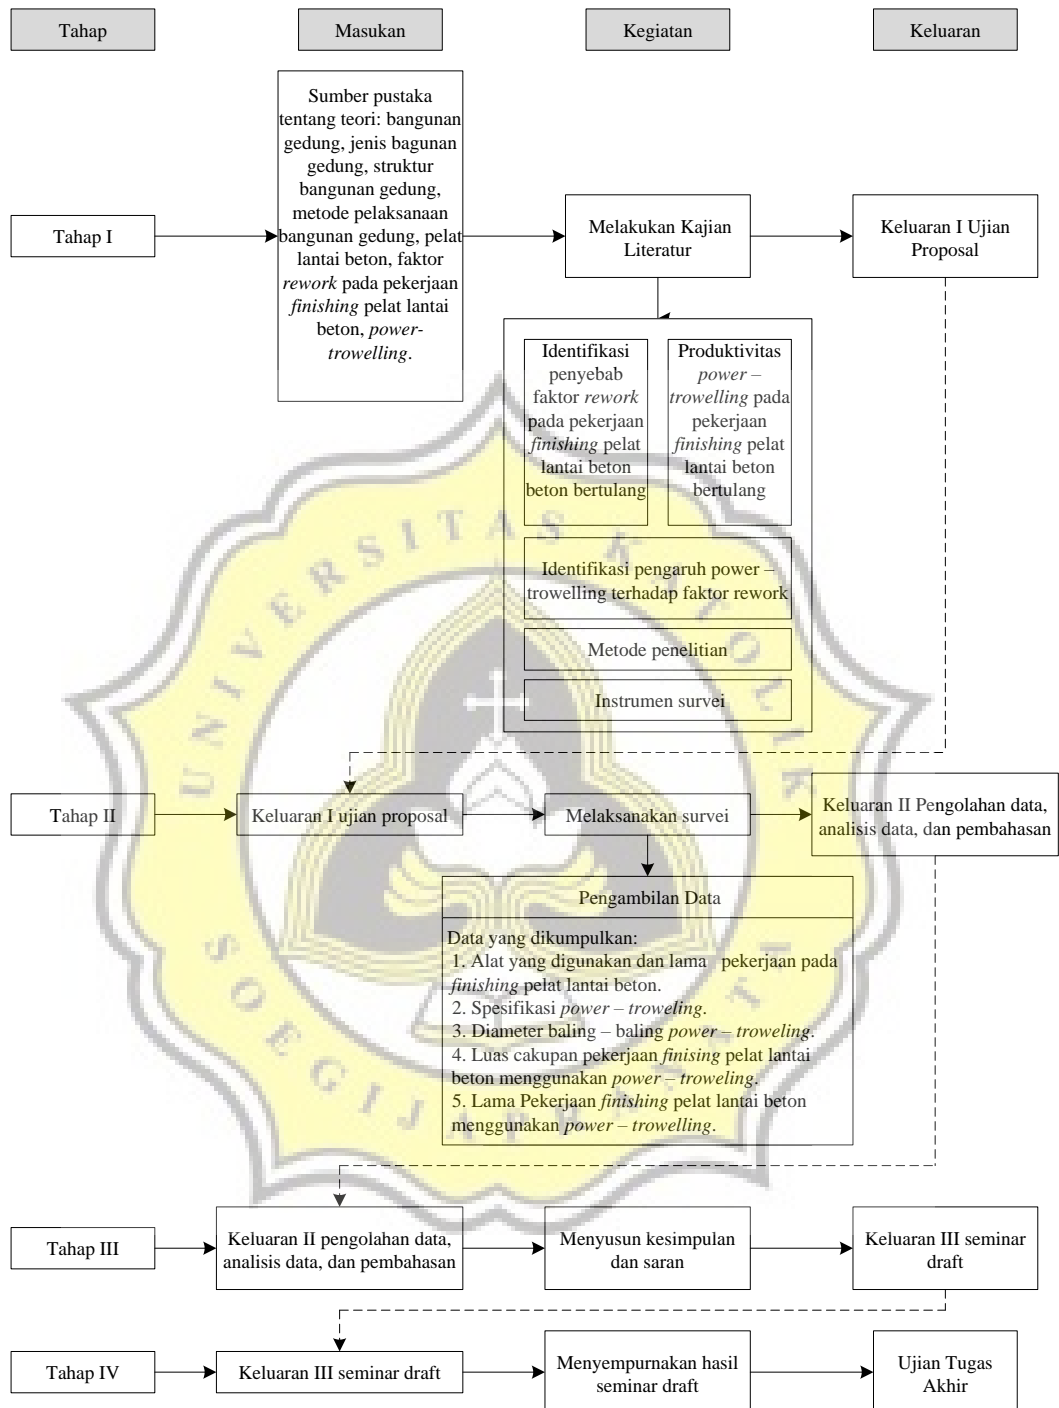 Tahap
Masukan
Kegiatan
Keluaran
Tahap I
Sumber pustaka
tentang teori: bangunan
gedung, jenis bagunan
gedung, struktur
bangunan gedung,
metode pelaksanaan
bangunan gedung, pelat
lantai beton, faktor
rework pada pekerjaan
finishing pelat lantai
beton, power-
trowelling.
Melakukan Kajian
Literatur
Keluaran I Ujian
Proposal
Identifikasi
penyebab
faktor rework
pada pekerjaan
finishing pelat
lantai beton
beton bertulang
Produktivitas
power –
trowelling pada
pekerjaan
finishing pelat
lantai beton
bertulang
Identifikasi pengaruh power –
trowelling terhadap faktor rework
Metode penelitian
Instrumen survei
Tahap II
Keluaran I ujian proposal
Melaksanakan survei
Keluaran II Pengolahan data,
analisis data, dan pembahasan
Pengambilan Data
Data yang dikumpulkan:
1. Alat yang digunakan dan lama pekerjaan pada
finishing pelat lantai beton.
2. Spesifikasi power – troweling.
3. Diameter baling – baling power – troweling.
4. Luas cakupan pekerjaan finising pelat lantai
beton menggunakan power – troweling.
5. Lama Pekerjaan finishing pelat lantai beton
menggunakan power – trowelling.
Tahap III
Keluaran II pengolahan data,
analisis data, dan pembahasan
Menyusun kesimpulan
dan saran
Keluaran III seminar
draft
Tahap IV
Keluaran III seminar draft
Menyempurnakan hasil
seminar draft
Ujian Tugas
Akhir
UNIVERSITAS KATOLIK
SOEGIJAPRANATA